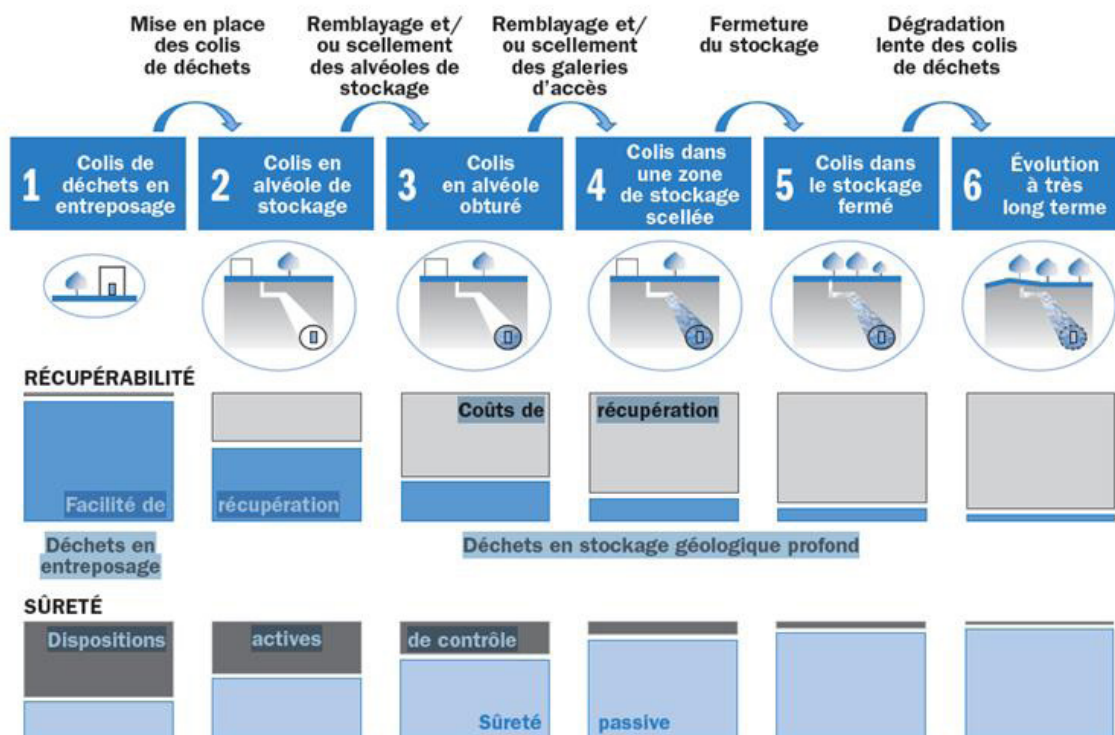 Mise en place
des colis
de déchets
Remblayage et/
ou scellement
des alvéoles de
stockage
Remblayage et/
ou scellement
des galeries
d'accès
Fermeture
du stockage
Dégradation
lente des colis
de déchets
1 Colis de
déchets en
entreposage
2 Colis en
alvéole de
stockage
3 Colis
en alvéole
obturé
4 Colis dans
une zone
de stockage
scellée
5 Colis dans
le stockage
fermé
6 Évolution
à très
long terme
RÉCUPÉRABILITÉ
Coûts de récupération
Facilité de récupération
Déchets en
entreposage
Déchets en stockage géologique profond
SÛRETÉ
Dispositions actives de contrôle
Sûreté passive